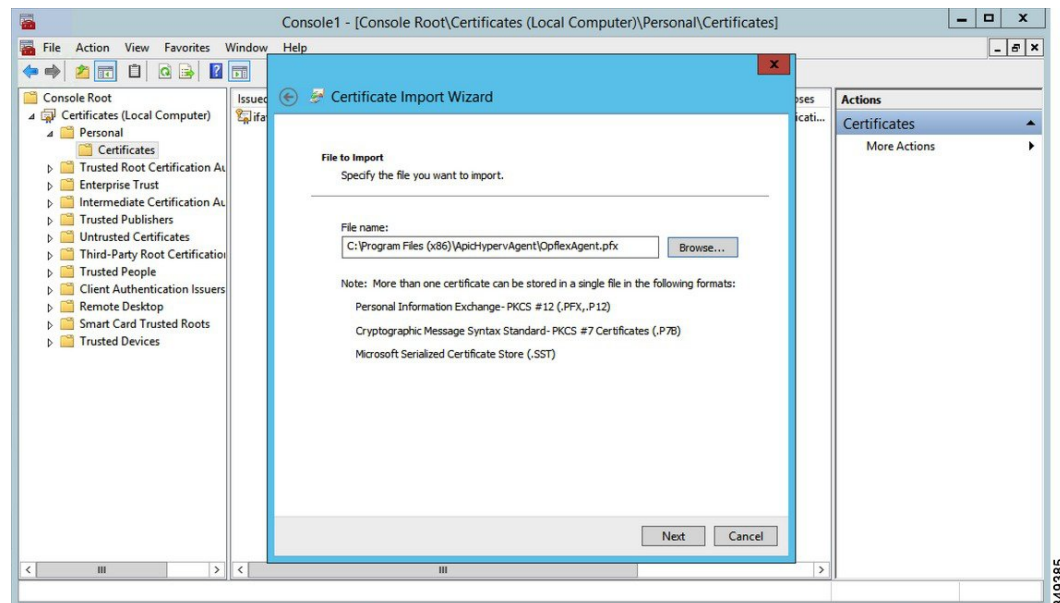 Console1 - [Console Root\Certificates (Local Computer)\Personal\Certificates]
File Action View Favorites Window Help
Console Root
Certificates (Local Computer)
Personal
Certificates
Trusted Root Certification Au
Enterprise Trust
Intermediate Certification Au
Trusted Publishers
Untrusted Certificates
Third-Party Root Certification
Trusted People
Client Authentication Issuers
Remote Desktop
Smart Card Trusted Roots
Trusted Devices
Issued
ifa
Certificate Import Wizard
File to Import
Specify the file you want to import.
File name:
C:\Program Files (x86)\ApicHypervAgent\OpflexAgent.pfx
Browse...
Note: More than one certificate can be stored in a single file in the following formats:
Personal Information Exchange- PKCS #12 (.PFX,.P12)
Cryptographic Message Syntax Standard- PKCS #7 Certificates (.P7B)
Microsoft Serialized Certificate Store (.SST)
Next Cancel
oses
icati...
Actions
Certificates
More Actions